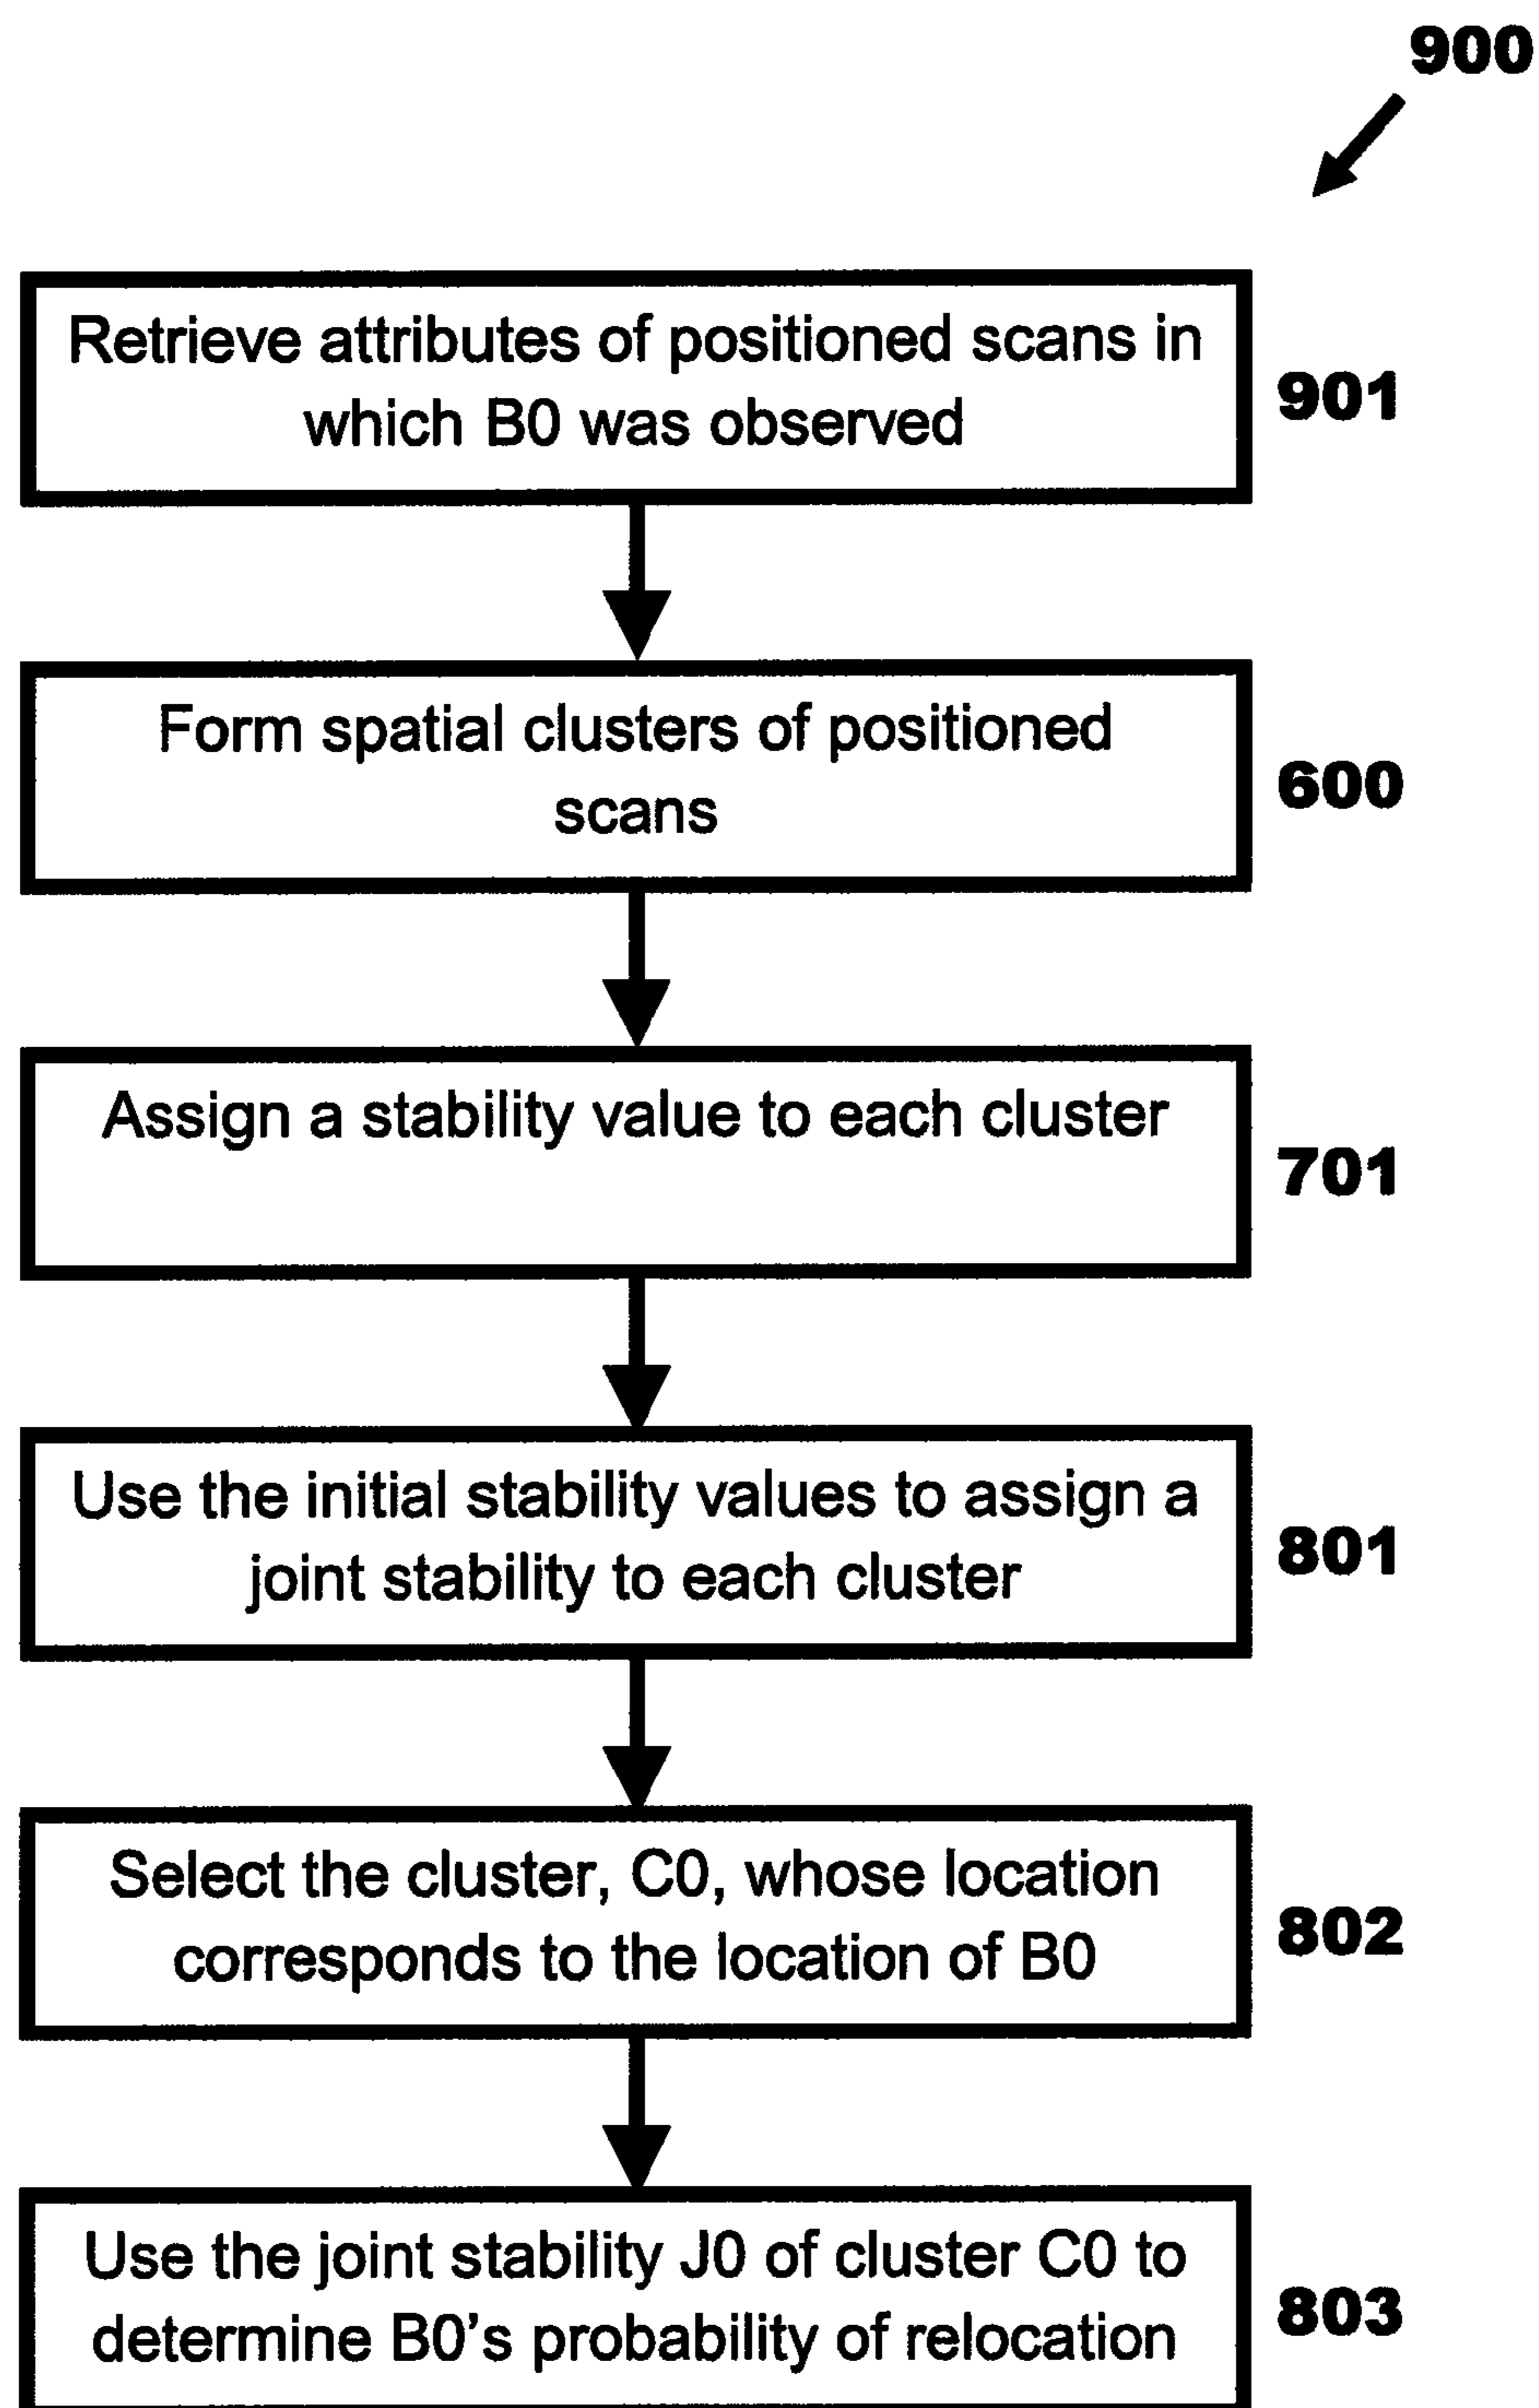 900
Retrieve attributes of positioned scans in
which B0 was observed
901
Form spatial clusters of positioned
scans
600
Assign a stability value to each cluster
701
Use the initial stability values to assign a
joint stability to each cluster
801
Select the cluster, C0, whose location
corresponds to the location of B0
802
Use the joint stability J0 of cluster C0 to
determine B0’s probability of relocation
803